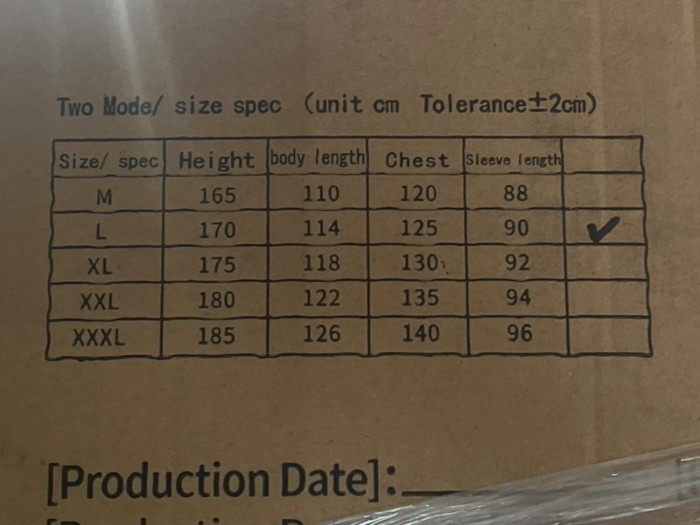 Two Mode/ size spec (unit cm Tolerance±2cm)
Size/ spec Height body length Chest Sleeve length
M 165 110 120 88
L 170 114 125 90 ✔
XL 175 118 130 92
XXL 180 122 135 94
XXXL 185 126 140 96
[Production Date]: